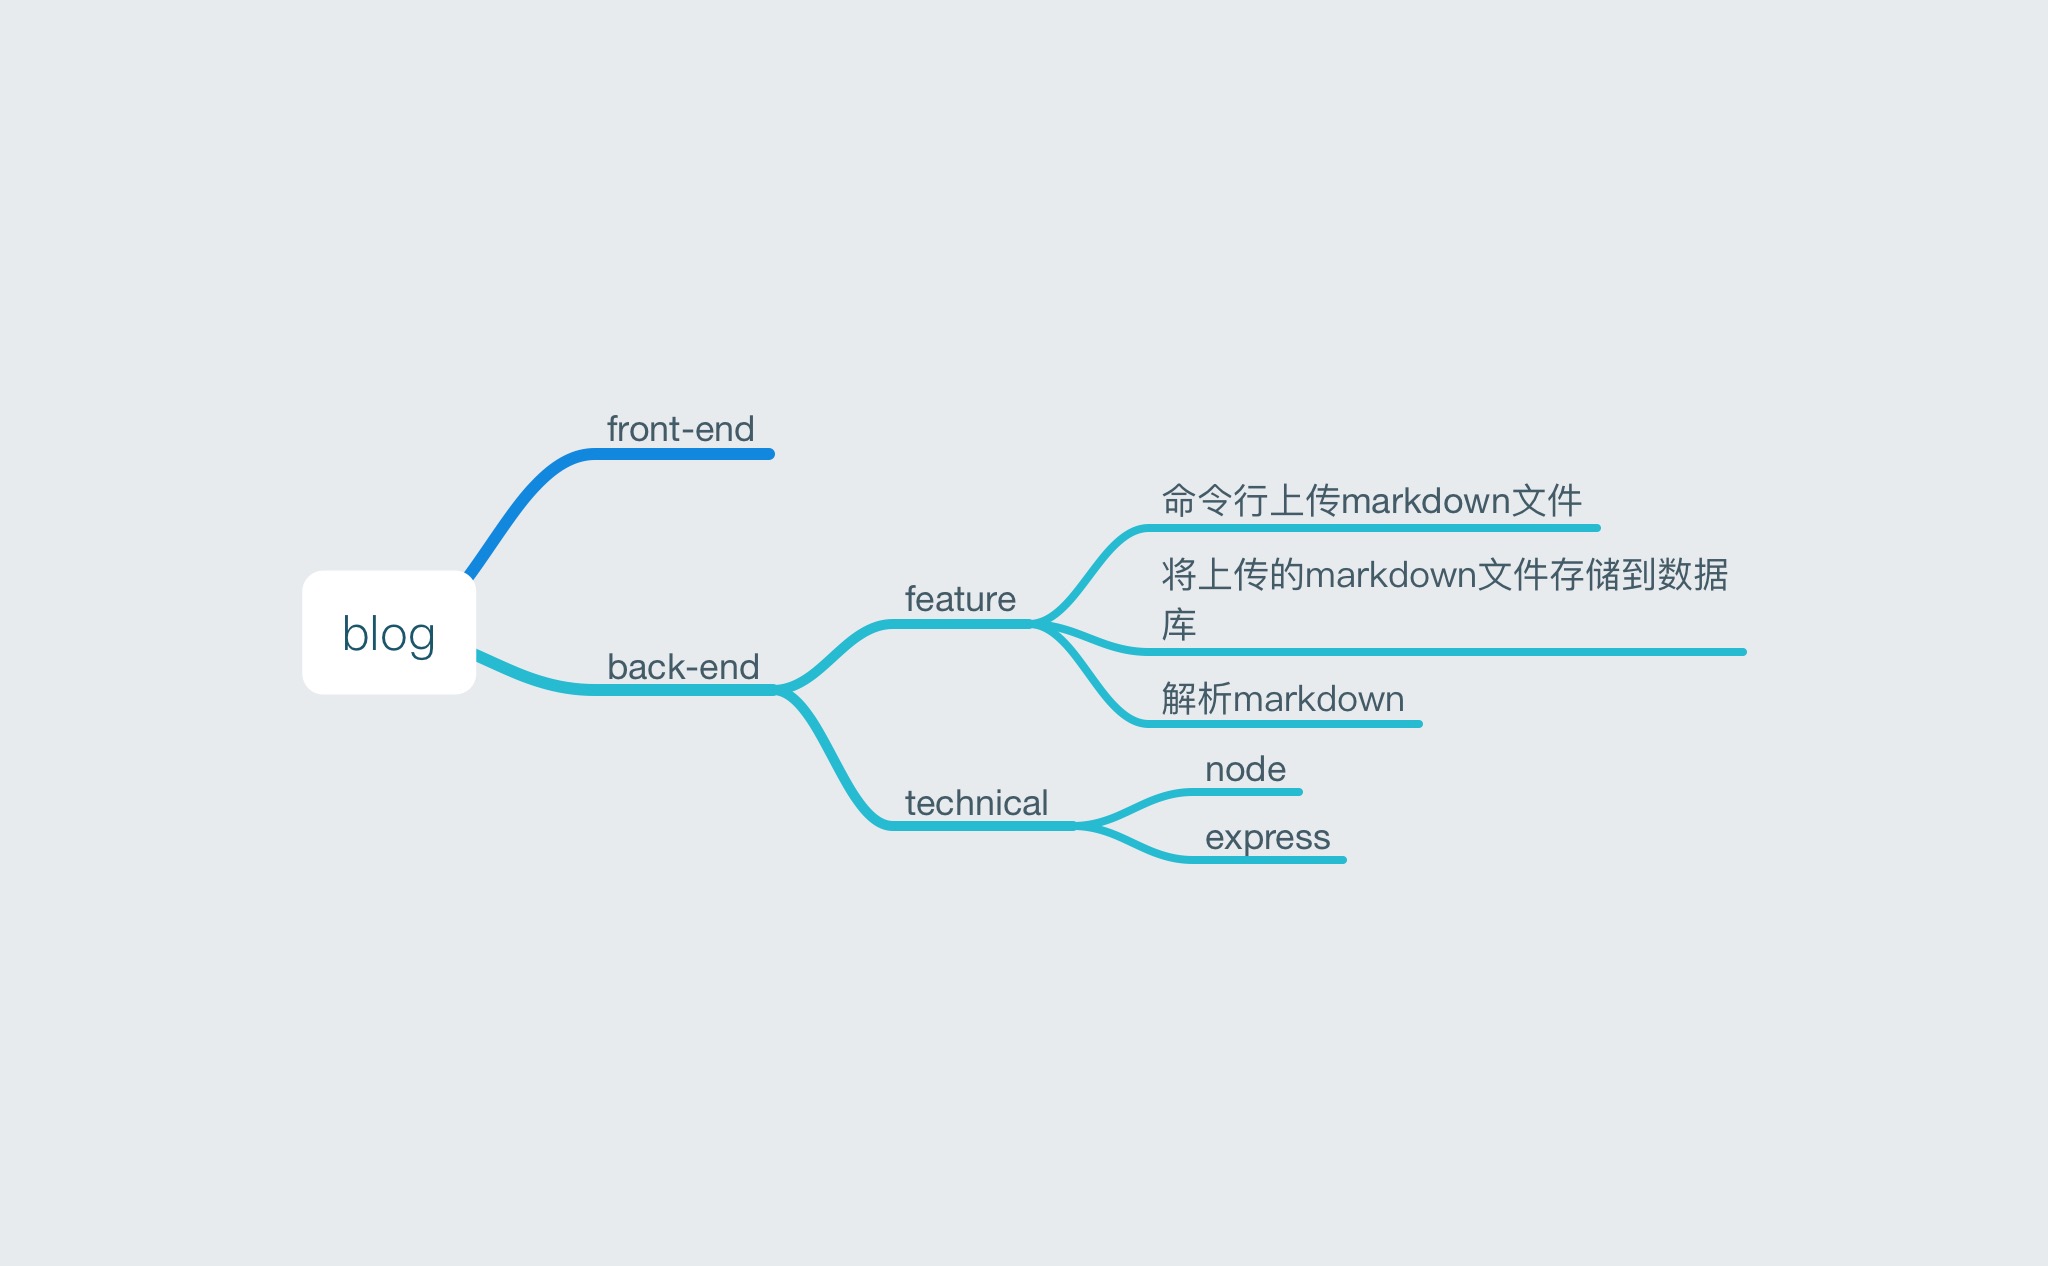 blog
front-end
back-end
feature
命令行上传markdown文件
将上传的markdown文件存储到数据
库
解析markdown
technical
node
express